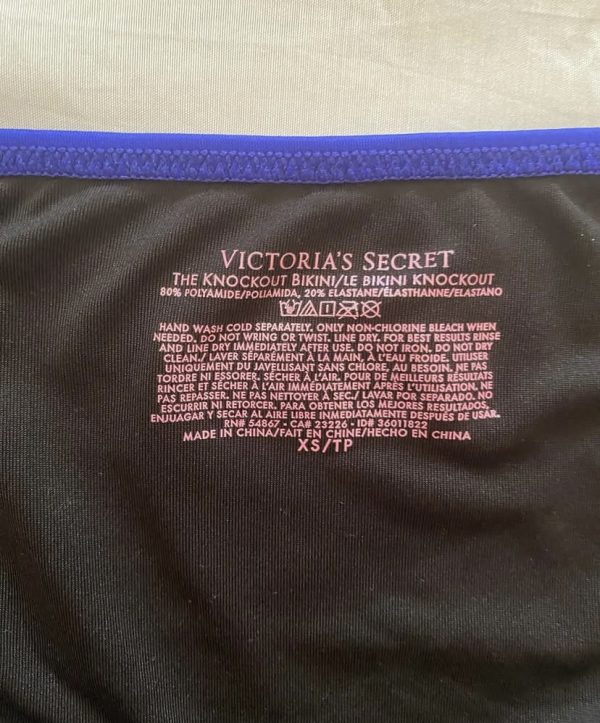 VICTORIA'S SECRET
THE KNOCKOUT BIKINI/LE BIKINI KNOCKOUT
80% POLYAMIDE/POLIAMIDA, 20% ELASTANE/ÉLASTHANNE/ELASTANO
HAND WASH COLD SEPARATELY. ONLY NON-CHLORINE BLEACH WHEN
NEEDED. DO NOT WRING OR TWIST. LINE DRY. FOR BEST RESULTS RINSE
AND LINE DRY IMMEDIATELY AFTER USE. DO NOT IRON. DO NOT DRY
CLEAN./ LAVER SÉPARÉMENT À LA MAIN, À L'EAU FROIDE. UTILISER
UNIQUEMENT DU JAVELLISANT SANS CHLORE, AU BESOIN. NE PAS
TORDRE NI ESSORER. SÉCHER À L'AIR. POUR DE MEILLEURS RÉSULTATS
RINCER ET SÉCHER À L'AIR IMMÉDIATEMENT APRÈS L'UTILISATION. NE
PAS REPASSER. NE PAS NETTOYER À SEC./ LAVAR POR SEPARADO. NO
ESCURRIR NI RETORCER. PARA OBTENER LOS MEJORES RESULTADOS,
ENJUAGAR Y SECAR AL AIRE LIBRE INMEDIATAMENTE DESPUÉS DE USAR.
RN# 54867 - CA# 23226 - ID# 36011822
MADE IN CHINA/FAIT EN CHINE/HECHO EN CHINA
XS/TP